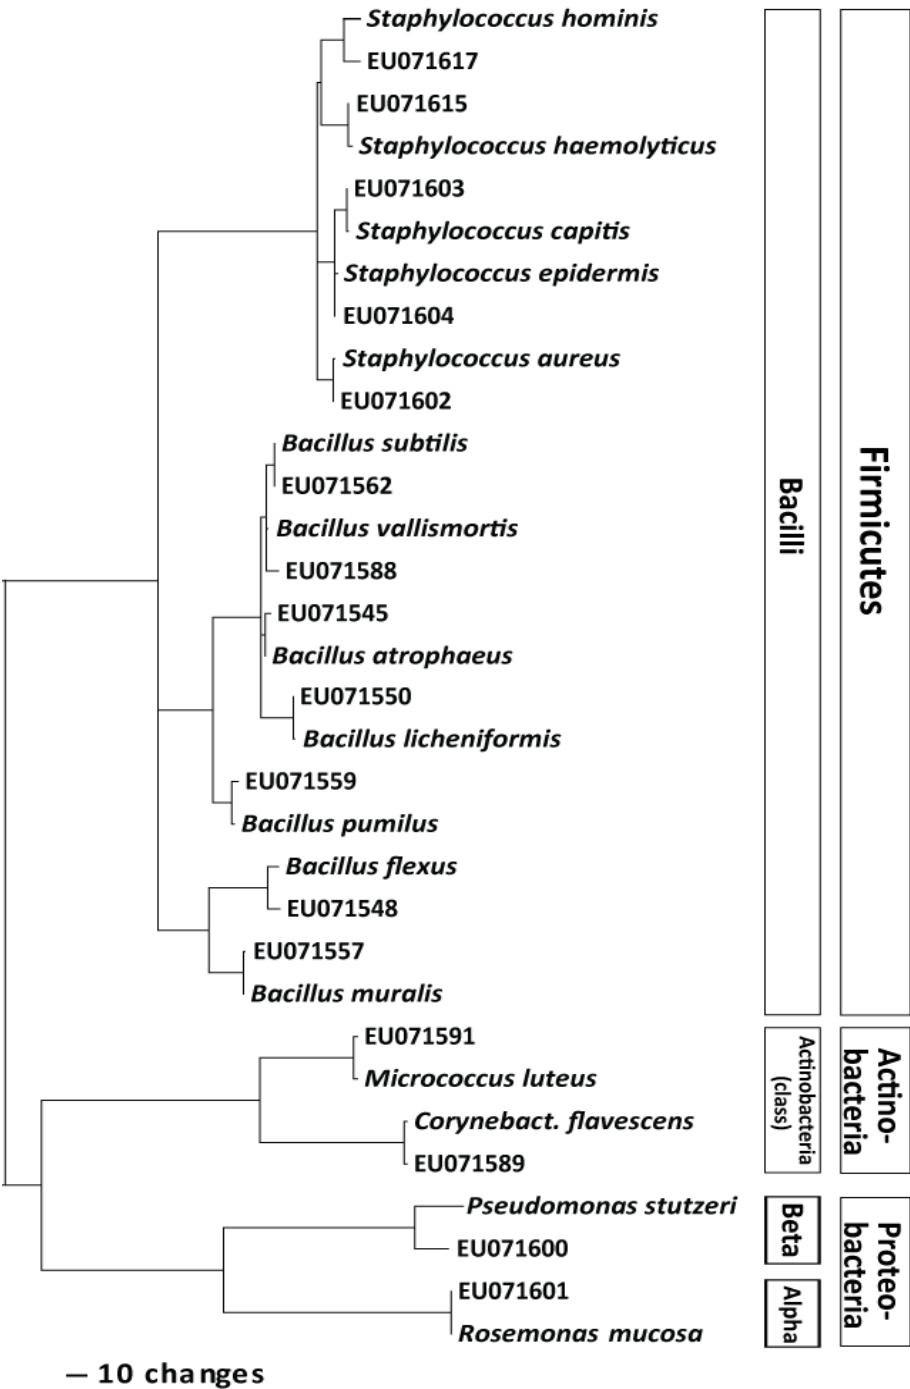 Staphylococcus hominis
EU071617
EU071615
Staphylococcus haemolyticus
EU071603
Staphylococcus capitis
Staphylococcus epidermis
EU071604
Staphylococcus aureus
EU071602
Bacillus subtilis
EU071562
Bacillus vallismortis
EU071588
EU071545
Bacillus atrophaeus
EU071550
Bacillus licheniformis
EU071559
Bacillus pumilus
Bacillus flexus
EU071548
EU071557
Bacillus muralis
EU071591
Micrococcus luteus
Corynebact. flavescens
EU071589
Pseudomonas stutzeri
EU071600
EU071601
Rosemonas mucosa
— 10 changes
Bacilli
Firmicutes
Actinobacteria
(class)
Actino-
bacteria
Beta
Alpha
Proteo-
bacteria